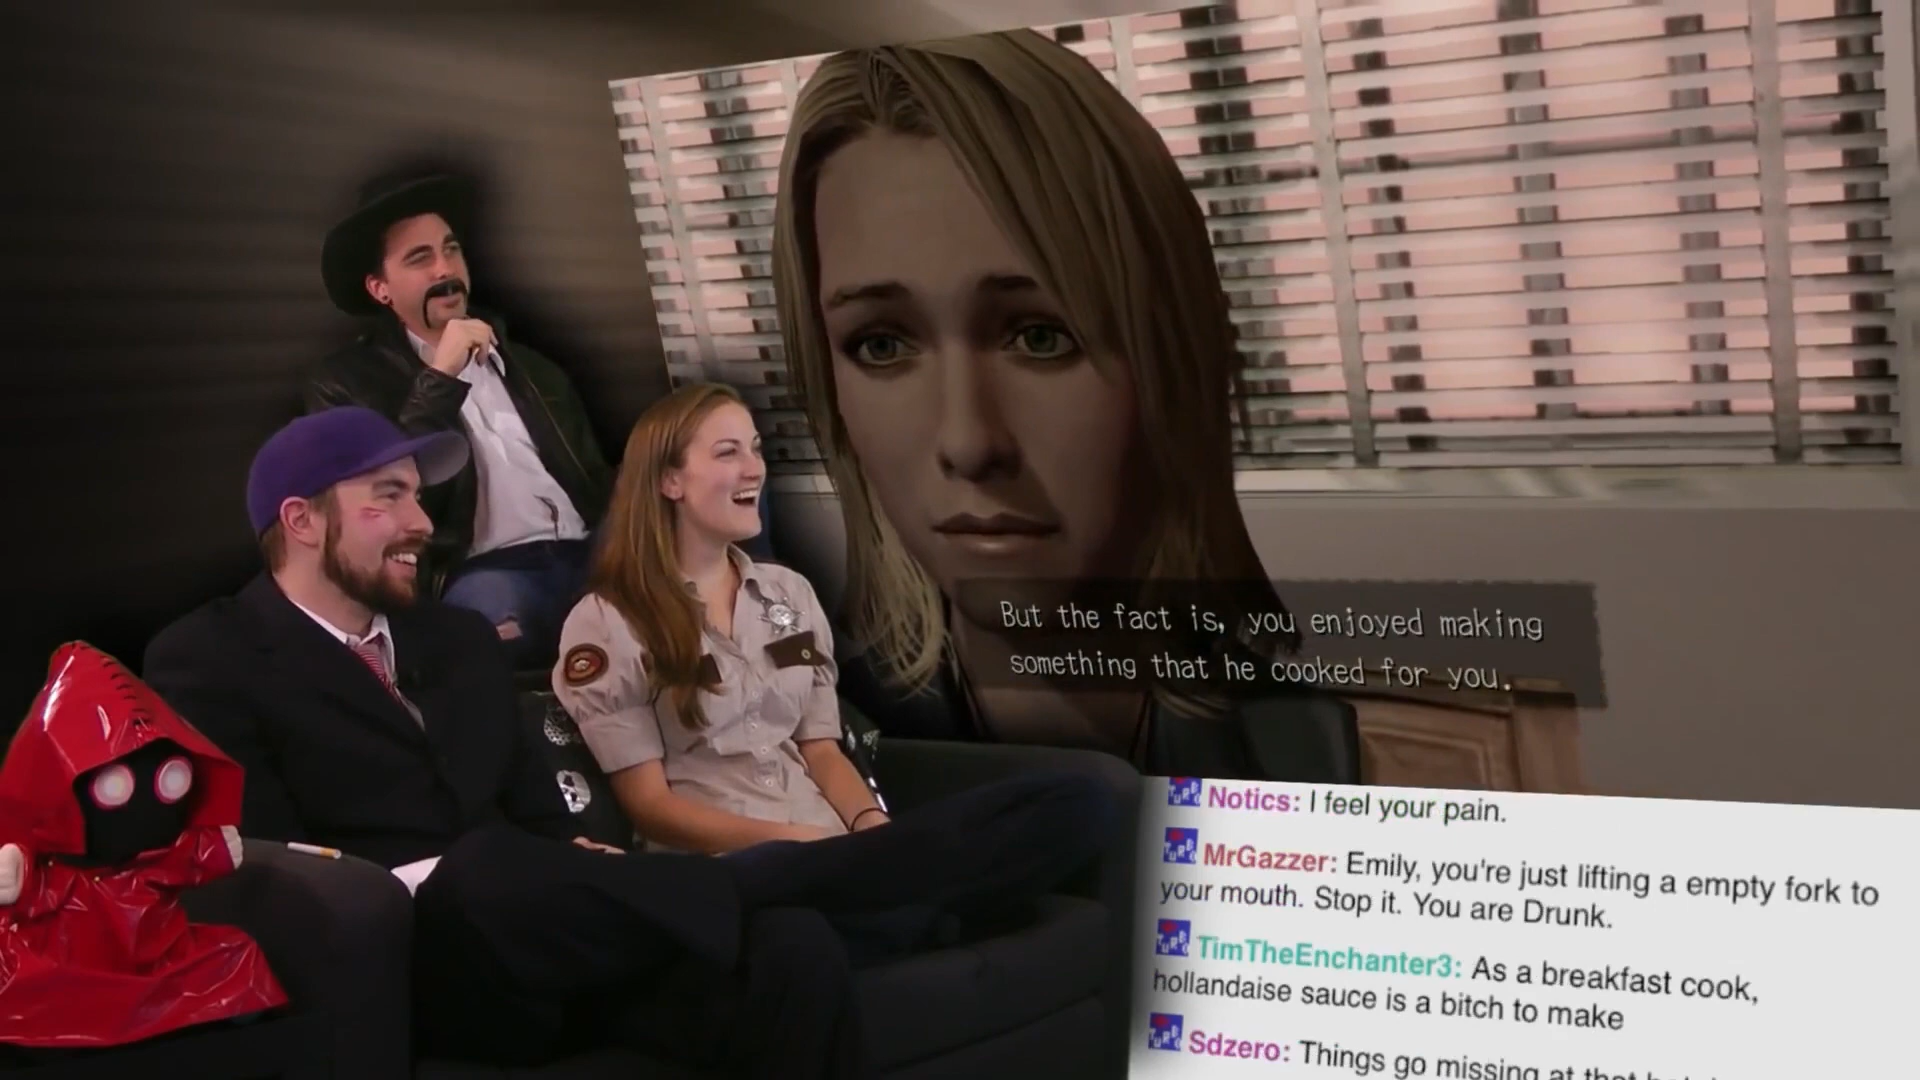 But the fact is, you enjoyed making
something that he cooked for you.
Notics: I feel your pain.
MrGazzer: Emily, you're just lifting a empty fork to
your mouth. Stop it. You are Drunk.
TimTheEnchanter3: As a breakfast cook,
hollandaise sauce is a bitch to make
Sdzero: Things go missing at that